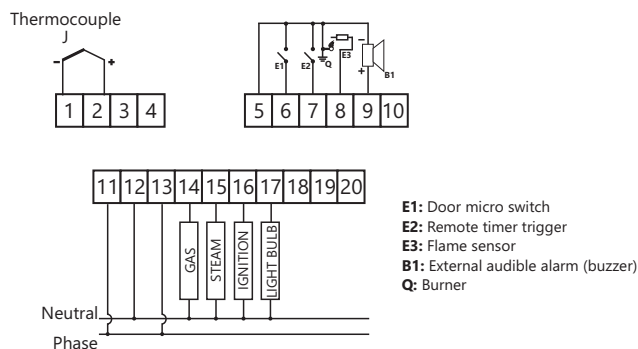 Thermocouple
J
- +
1 2 3 4
E1 E2 Q E3 - + B1
5 6 7 8 9 10
11 12 13 14 15 16 17 18 19 20
GAS
STEAM
IGNITION
LIGHT BULB
Neutral
Phase
E1: Door micro switch
E2: Remote timer trigger
E3: Flame sensor
B1: External audible alarm (buzzer)
Q: Burner